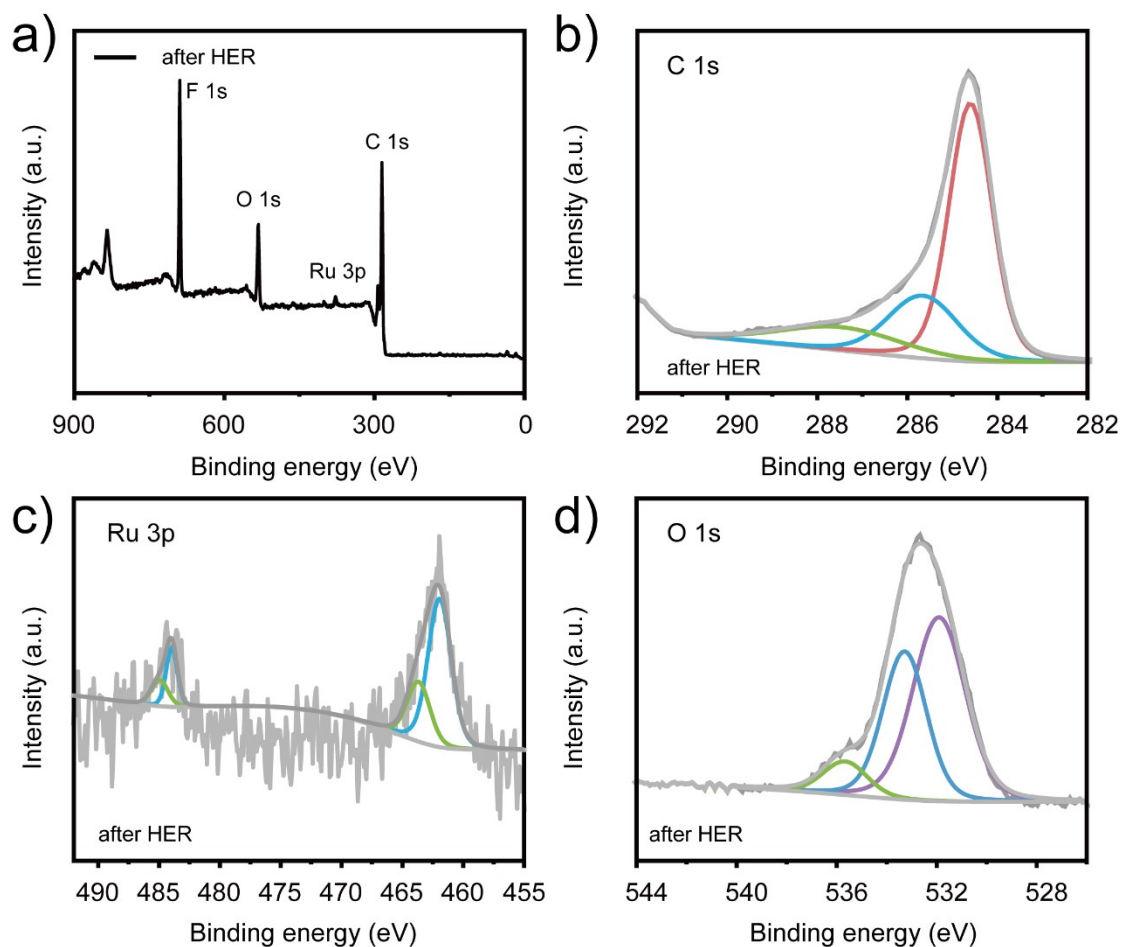 a)
after HER
F 1s
C 1s
O 1s
Ru 3p
Intensity (a.u.)
900 600 300 0
Binding energy (eV)
b)
C 1s
Intensity (a.u.)
after HER
292 290 288 286 284 282
Binding energy (eV)
c)
Ru 3p
Intensity (a.u.)
after HER
490 485 480 475 470 465 460 455
Binding energy (eV)
d)
O 1s
Intensity (a.u.)
after HER
544 540 536 532 528
Binding energy (eV)